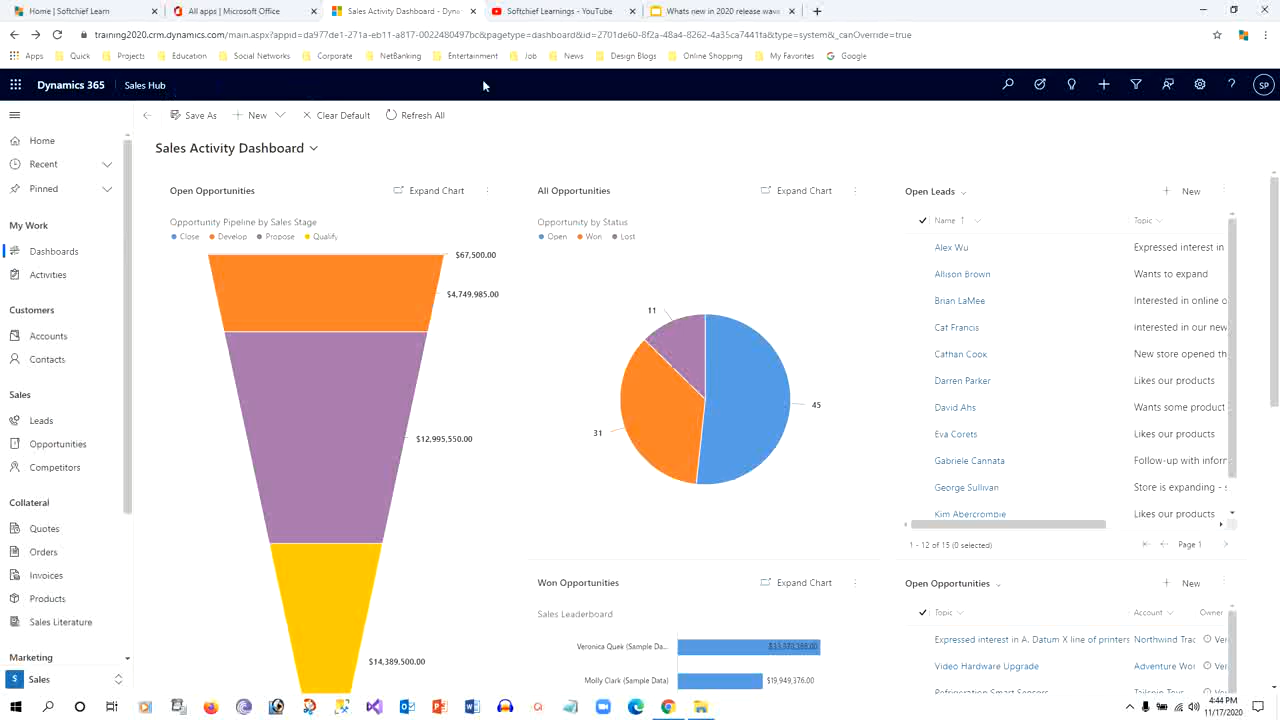 Home | Softchief Learn
All apps | Microsoft Office
Sales Activity Dashboard - Dyna
Softchief Learnings - YouTube
Whats new in 2020 release wave
training2020.crm.dynamics.com/main.aspx?appid=da977de1-271a-eb11-a817-0022480497bc&pagetype=dashboard&id=2701de60-8f2a-48a4-8262-4a35ca7441fa&type=system&_canOverride=true
Apps Quick Projects Education Social Networks Corporate NetBanking Entertainment Job News Design Blogs Online Shopping My Favorites Google
Dynamics 365 Sales Hub
SP
Save As New Clear Default Refresh All
Sales Activity Dashboard
Home
Recent
Pinned
My Work
Dashboards
Activities
Customers
Accounts
Contacts
Sales
Leads
Opportunities
Competitors
Collateral
Quotes
Orders
Invoices
Products
Sales Literature
Marketing
S Sales
Open Opportunities Expand Chart
Opportunity Pipeline by Sales Stage
Close Develop Propose Qualify
$67,500.00
$4,749,985.00
$12,995,550.00
$14,389,500.00
All Opportunities Expand Chart
Opportunity by Status
Open Won Lost
11
45
31
Won Opportunities Expand Chart
Sales Leaderboard
Veronica Quek (Sample Da...
Molly Clark (Sample Data) $19,949,376.00
Open Leads New
Name Topic
Alex Wu Expressed interest in
Allison Brown Wants to expand
Brian LaMee Interested in online o
Cat Francis Interested in our new
Cathan Cook New store opened th
Darren Parker Likes our products
David Ahs Wants some product
Eva Corets Likes our products
Gabriele Cannata Follow-up with inforr
George Sullivan Store is expanding - s
Kim Abercrombie Likes our products
1 - 12 of 15 (0 selected) Page 1
Open Opportunities New
Topic Account Owner
Expressed interest in A. Datum X line of printers Northwind Trac Ver
Video Hardware Upgrade Adventure Wor Ver
4:44 PM
11/17/2020